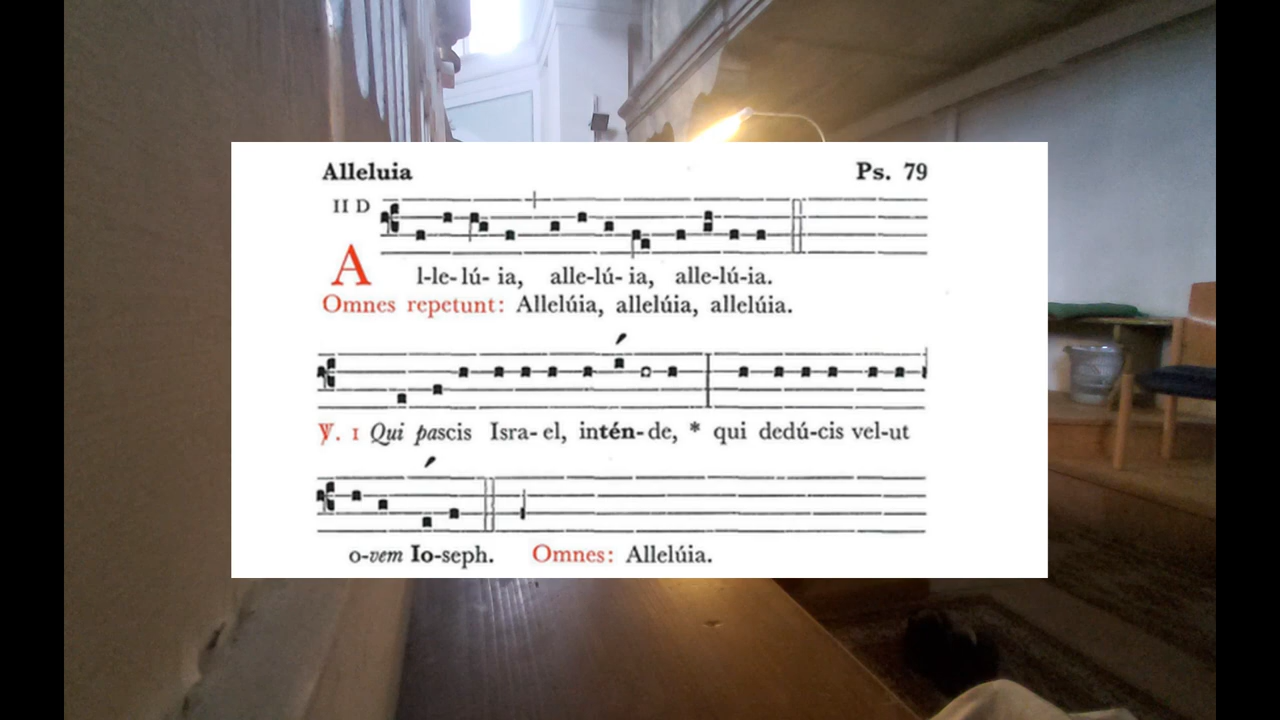 Alleluia Ps. 79
II D
Al-le-lú-ia, alle-lú-ia, alle-lú-ia.
Omnes repetunt: Allelúia, allelúia, allelúia.
℣. 1 Qui pascis Isra-el, intén-de, * qui dedú-cis vel-ut
o-vem Io-seph. Omnes: Allelúia.